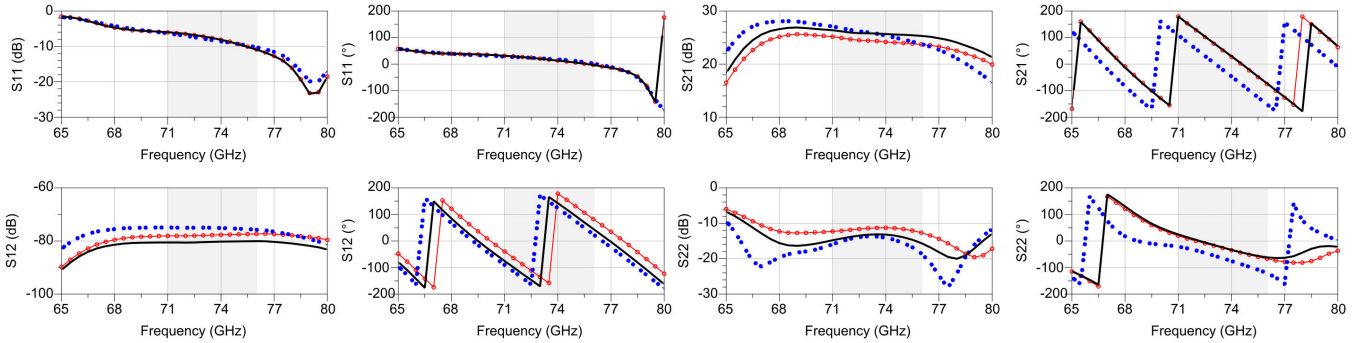 0
-10
-20
-30
S11 (dB)
65 68 71 74 77 80
Frequency (GHz)
200
100
0
-100
-200
S11 (°)
65 68 71 74 77 80
Frequency (GHz)
30
20
10
S21 (dB)
65 68 71 74 77 80
Frequency (GHz)
200
100
0
-100
-200
S21 (°)
65 68 71 74 77 80
Frequency (GHz)
-60
-80
-100
S12 (dB)
65 68 71 74 77 80
Frequency (GHz)
200
100
0
-100
-200
S12 (°)
65 68 71 74 77 80
Frequency (GHz)
0
-10
-20
-30
S22 (dB)
65 68 71 74 77 80
Frequency (GHz)
200
100
0
-100
-200
S22 (°)
65 68 71 74 77 80
Frequency (GHz)